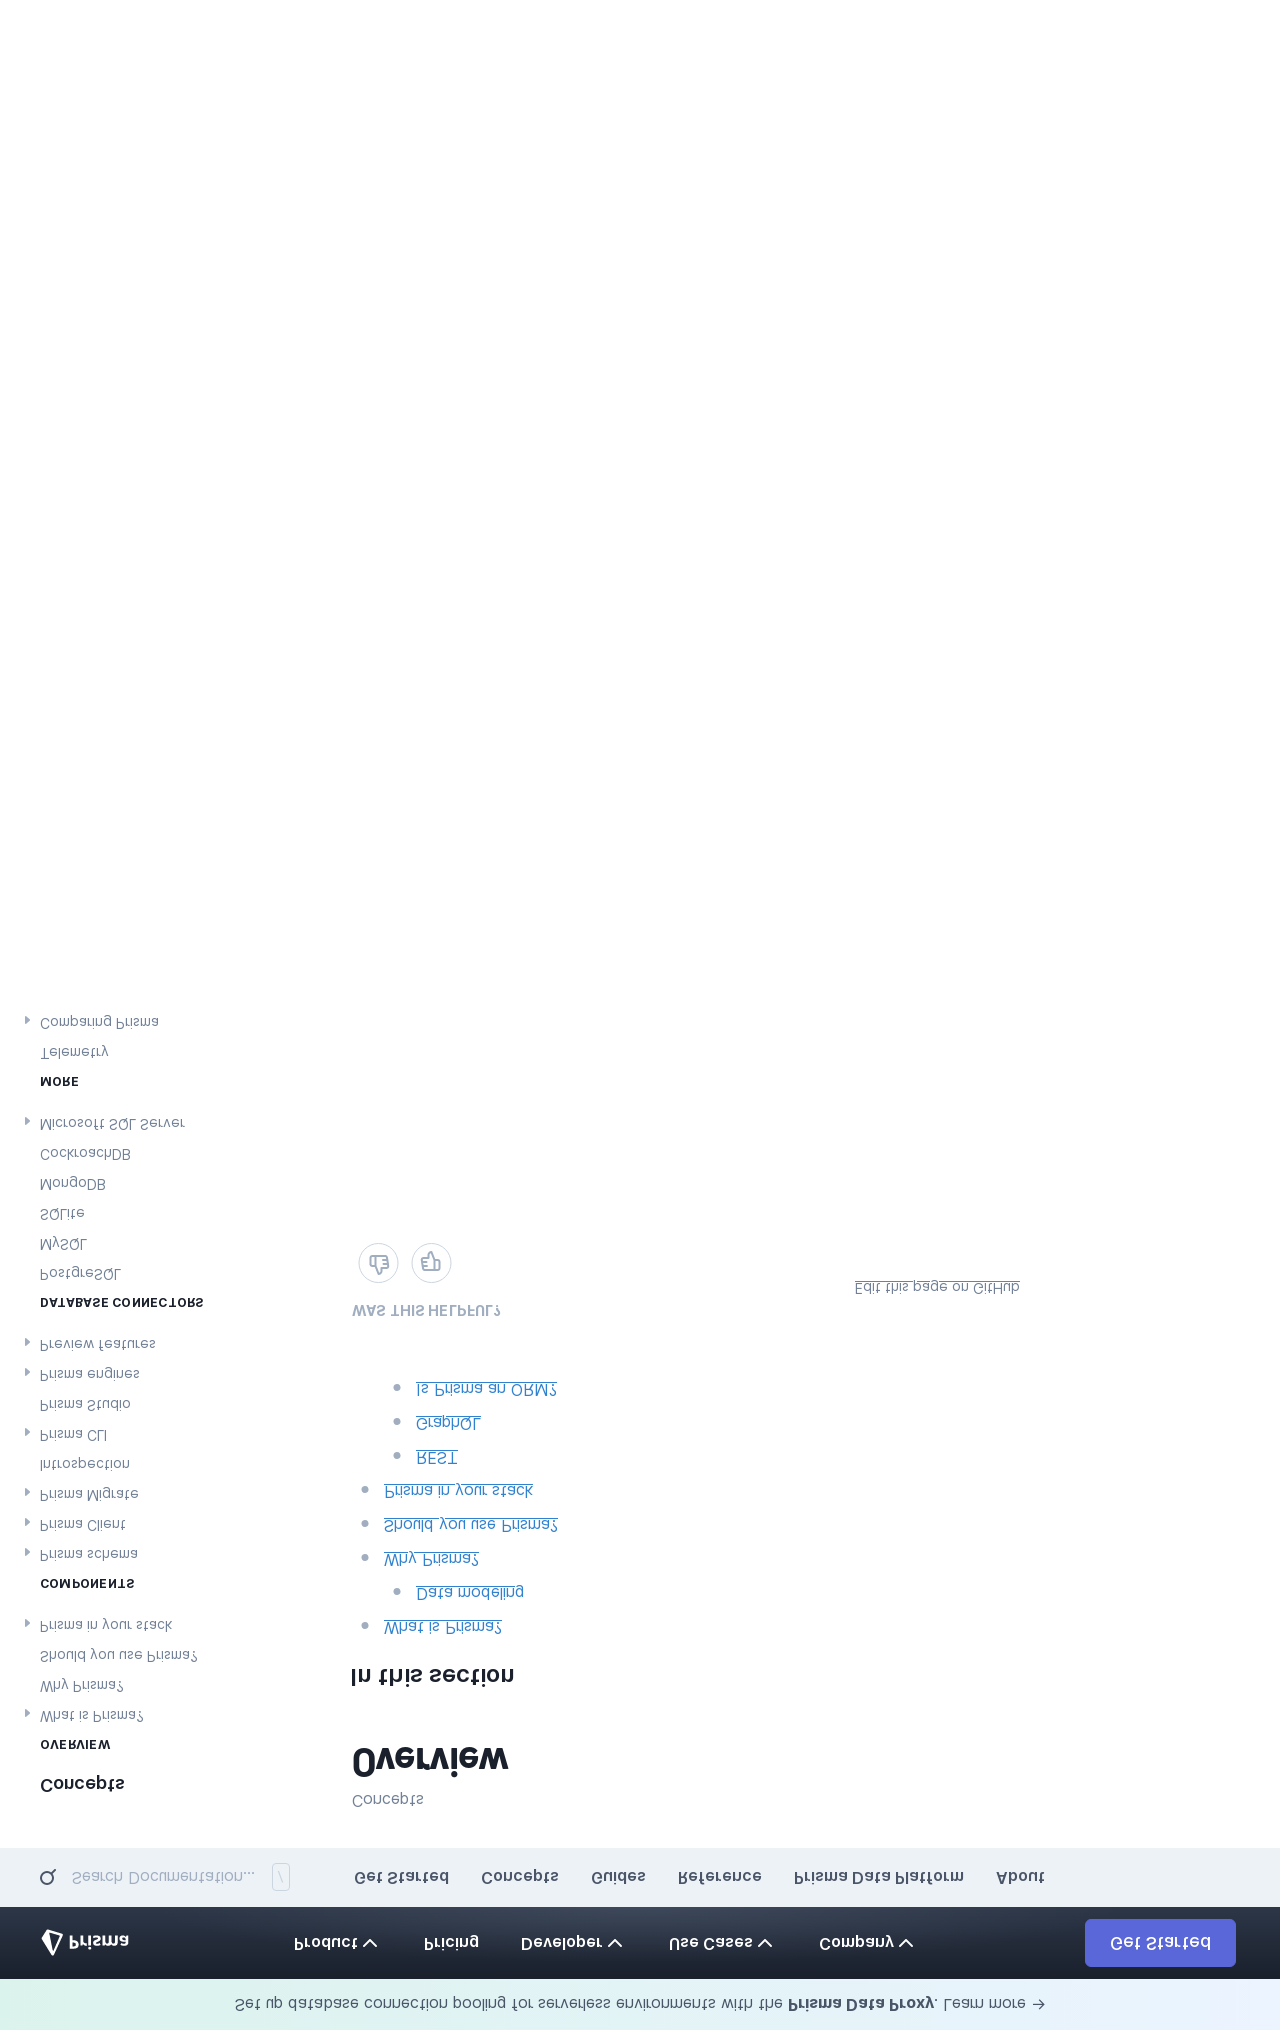 Set up database connection pooling for serverless environments with the Prisma Data Proxy. Learn more →
Prisma
Product
Pricing
Developer
Use Cases
Company
Get Started
Search Documentation...
/
Get Started
Concepts
Guides
Reference
Prisma Data Platform
About
Concepts
OVERVIEW
What is Prisma?
Why Prisma?
Should you use Prisma?
Prisma in your stack
COMPONENTS
Prisma schema
Prisma Client
Prisma Migrate
Introspection
Prisma CLI
Prisma Studio
Prisma engines
Preview features
DATABASE CONNECTORS
PostgreSQL
MySQL
SQLite
MongoDB
CockroachDB
Microsoft SQL Server
MORE
Telemetry
Comparing Prisma
Concepts
Overview
In this section
What is Prisma?
Data modeling
Why Prisma?
Should you use Prisma?
Prisma in your stack
REST
GraphQL
Is Prisma an ORM?
WAS THIS HELPFUL?
Edit this page on GitHub